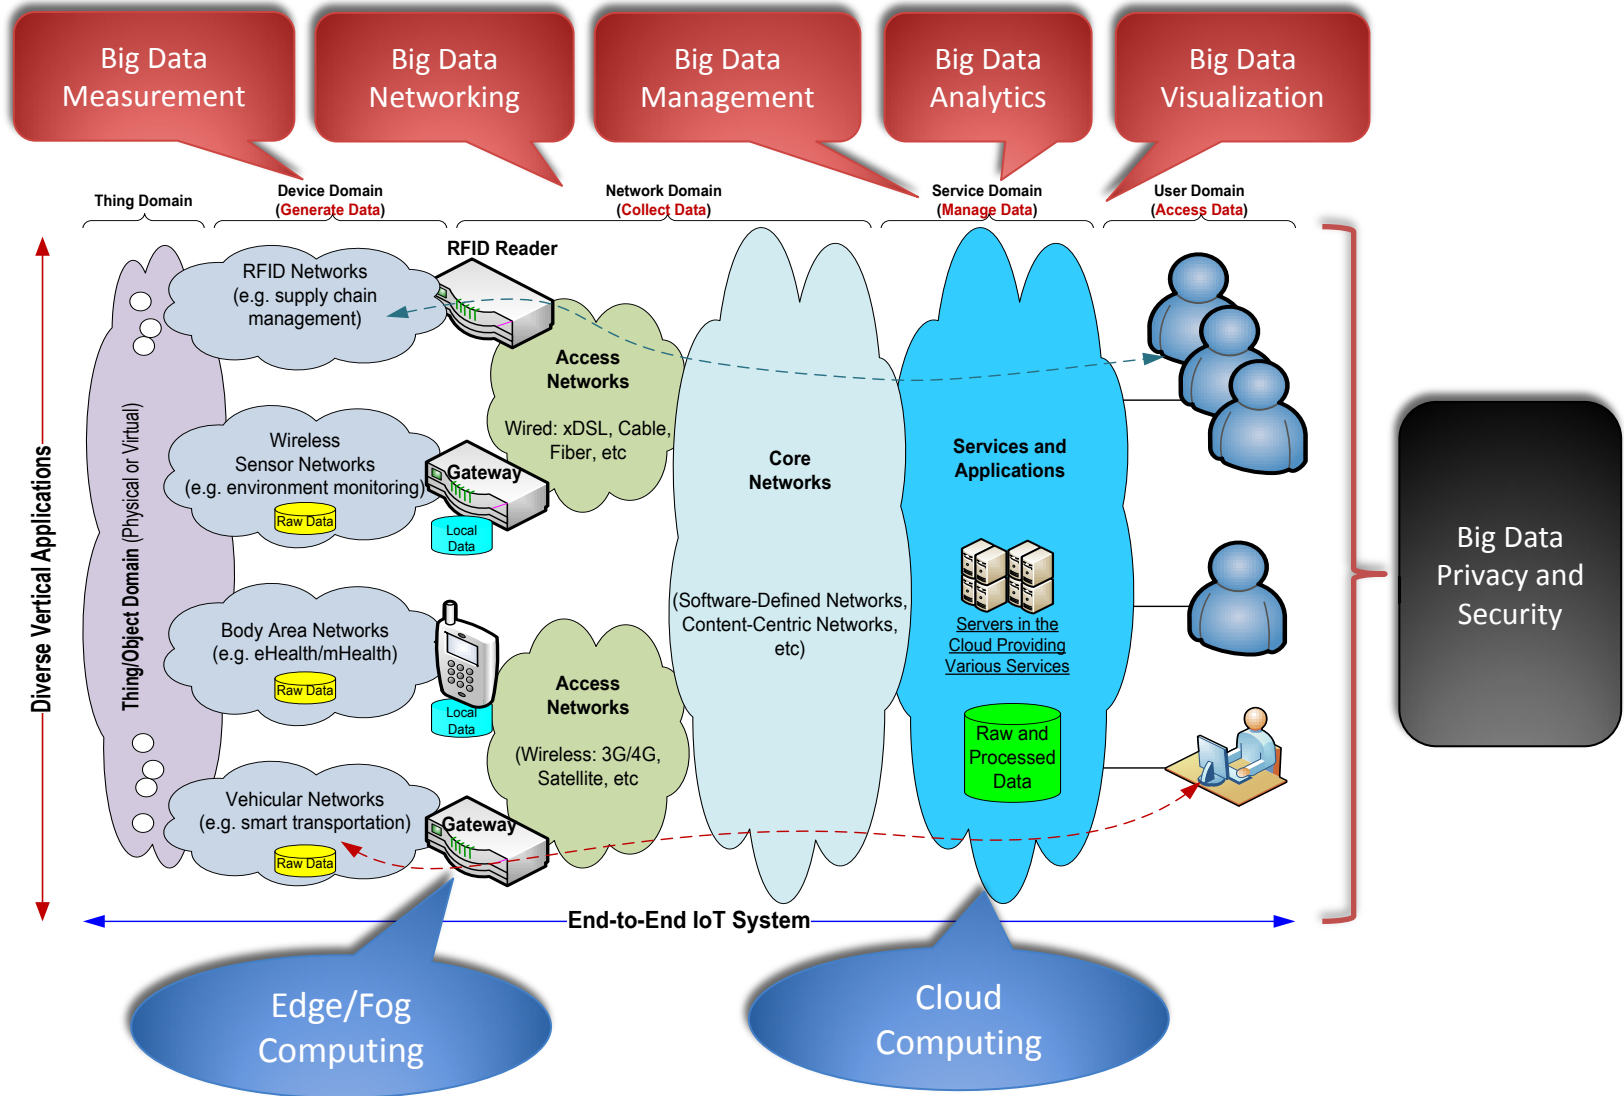 Big Data
Measurement
Big Data
Networking
Big Data
Management
Big Data
Analytics
Big Data
Visualization
Thing Domain
Device Domain
(Generate Data)
Network Domain
(Collect Data)
Service Domain
(Manage Data)
User Domain
(Access Data)
Diverse Vertical Applications
Thing/Object Domain (Physical or Virtual)
RFID Networks
(e.g. supply chain
management)
RFID Reader
Wireless
Sensor Networks
(e.g. environment monitoring)
Raw Data
Gateway
Local
Data
Body Area Networks
(e.g. eHealth/mHealth)
Raw Data
Local
Data
Vehicular Networks
(e.g. smart transportation)
Raw Data
Gateway
Access
Networks
Wired: xDSL, Cable,
Fiber, etc
Access
Networks
(Wireless: 3G/4G,
Satellite, etc
Core
Networks
(Software-Defined Networks,
Content-Centric Networks,
etc)
Services and
Applications
Servers in the
Cloud Providing
Various Services
Raw and
Processed
Data
Big Data
Privacy and
Security
End-to-End IoT System
Edge/Fog
Computing
Cloud
Computing